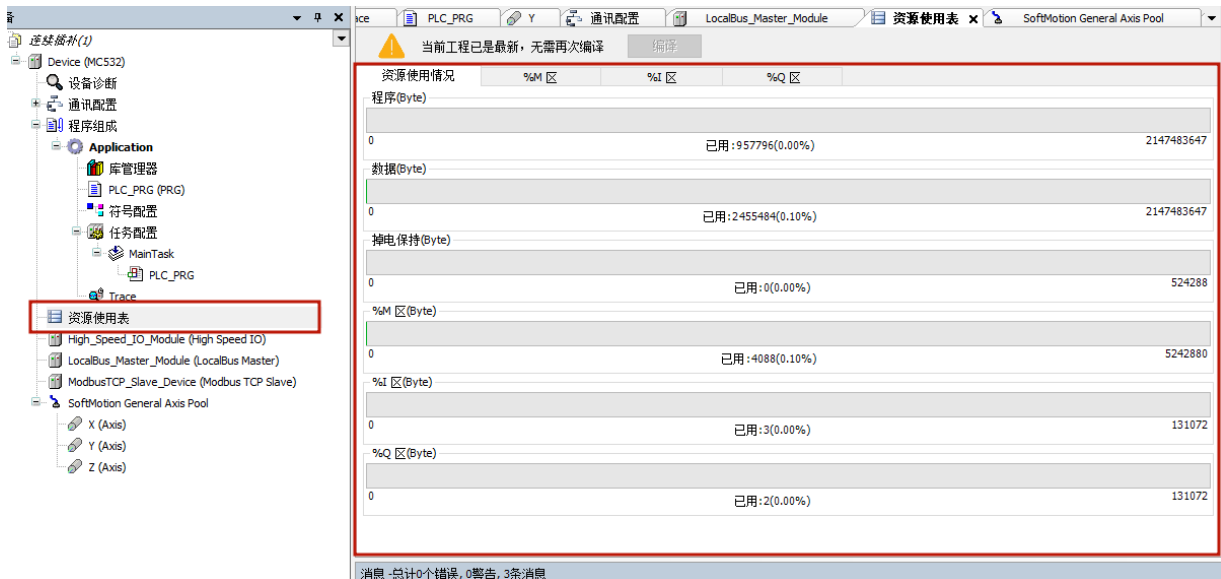 备
连续插补(1)
Device (MC532)
设备诊断
通讯配置
程序组成
Application
库管理器
PLC_PRG (PRG)
符号配置
任务配置
MainTask
PLC_PRG
Trace
资源使用表
High_Speed_IO_Module (High Speed IO)
LocalBus_Master_Module (LocalBus Master)
ModbusTCP_Slave_Device (Modbus TCP Slave)
SoftMotion General Axis Pool
X (Axis)
Y (Axis)
Z (Axis)
ace PLC_PRG Y 通讯配置 LocalBus_Master_Module 资源使用表 SoftMotion General Axis Pool
当前工程已是最新，无需再次编译 编译
资源使用情况 %M 区 %I 区 %Q 区
程序(Byte)
0 已用:957796(0.00%) 2147483647
数据(Byte)
0 已用:2455484(0.10%) 2147483647
掉电保持(Byte)
0 已用:0(0.00%) 524288
%M 区(Byte)
0 已用:4088(0.10%) 5242880
%I 区(Byte)
0 已用:3(0.00%) 131072
%Q 区(Byte)
0 已用:2(0.00%) 131072
消息 -总计0个错误, 0警告, 3条消息